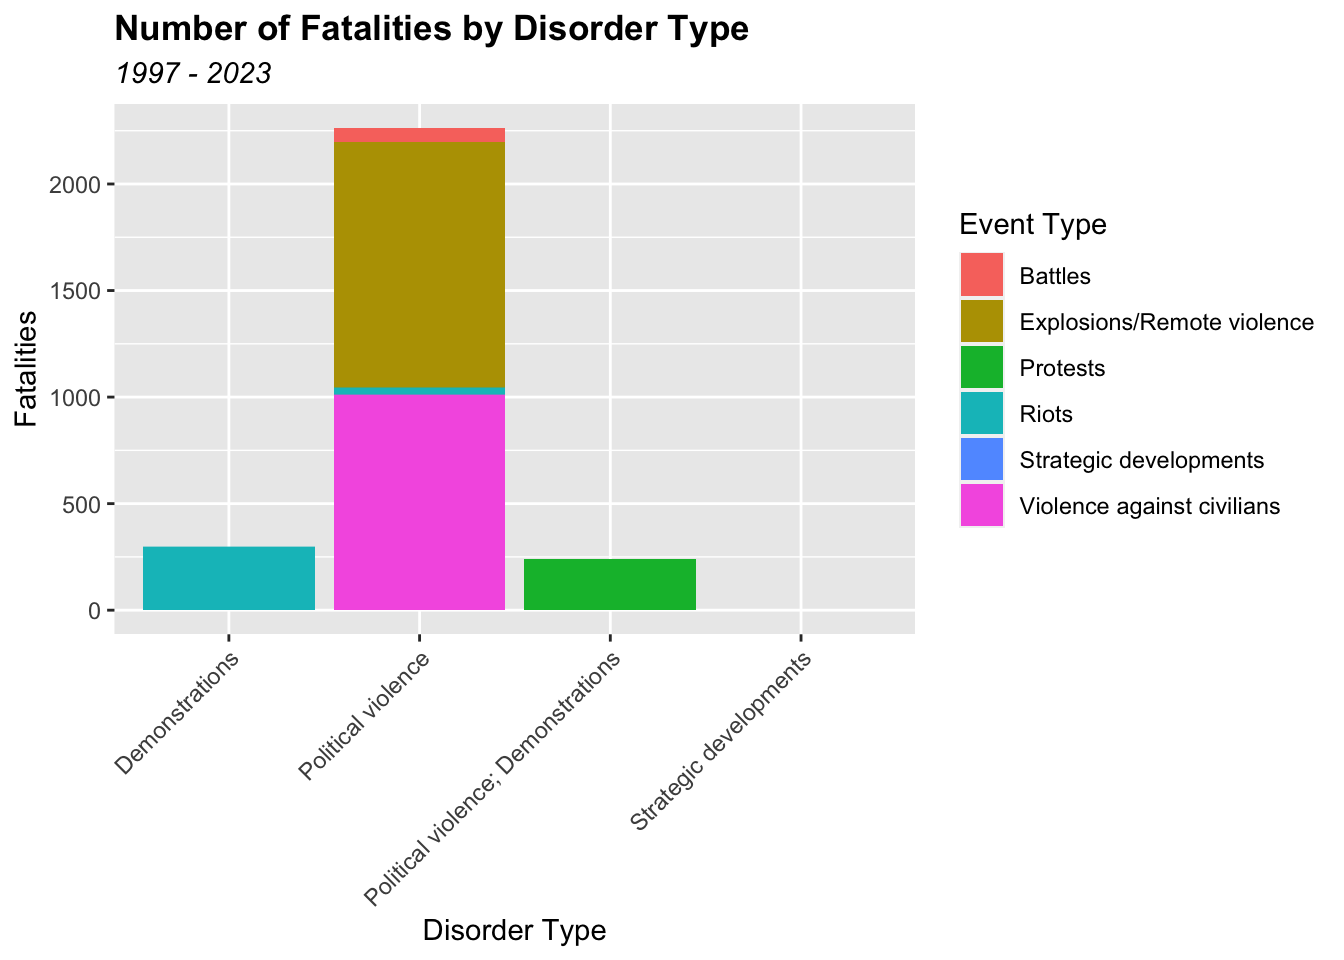 Number of Fatalities by Disorder Type
1997 - 2023
Fatalities
2000
1500
1000
500
0
Demonstrations
Political violence
Political violence; Demonstrations
Strategic developments
Disorder Type
Event Type
Battles
Explosions/Remote violence
Protests
Riots
Strategic developments
Violence against civilians